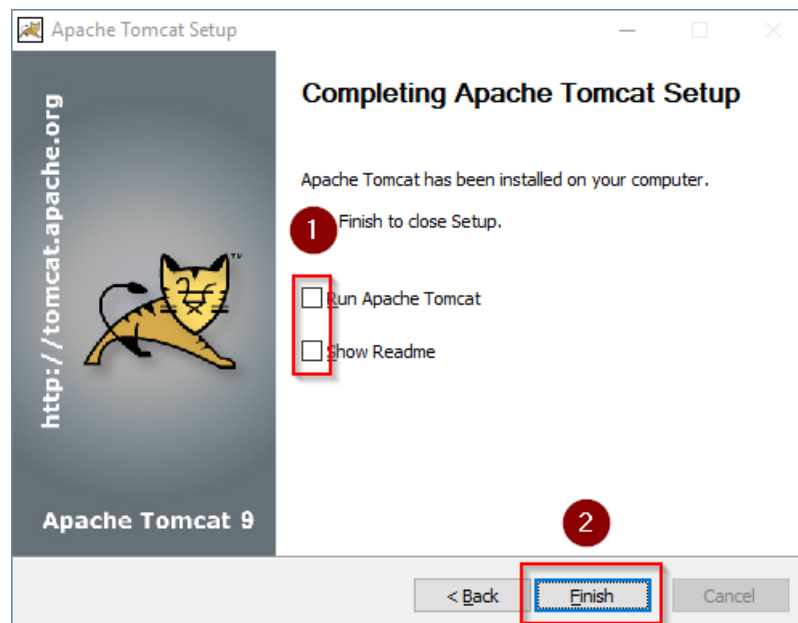 Apache Tomcat Setup
Completing Apache Tomcat Setup
Apache Tomcat has been installed on your computer.
1
Finish to close Setup.
Run Apache Tomcat
Show Readme
http://tomcat.apache.org
TM
Apache Tomcat 9
2
< Back
Finish
Cancel